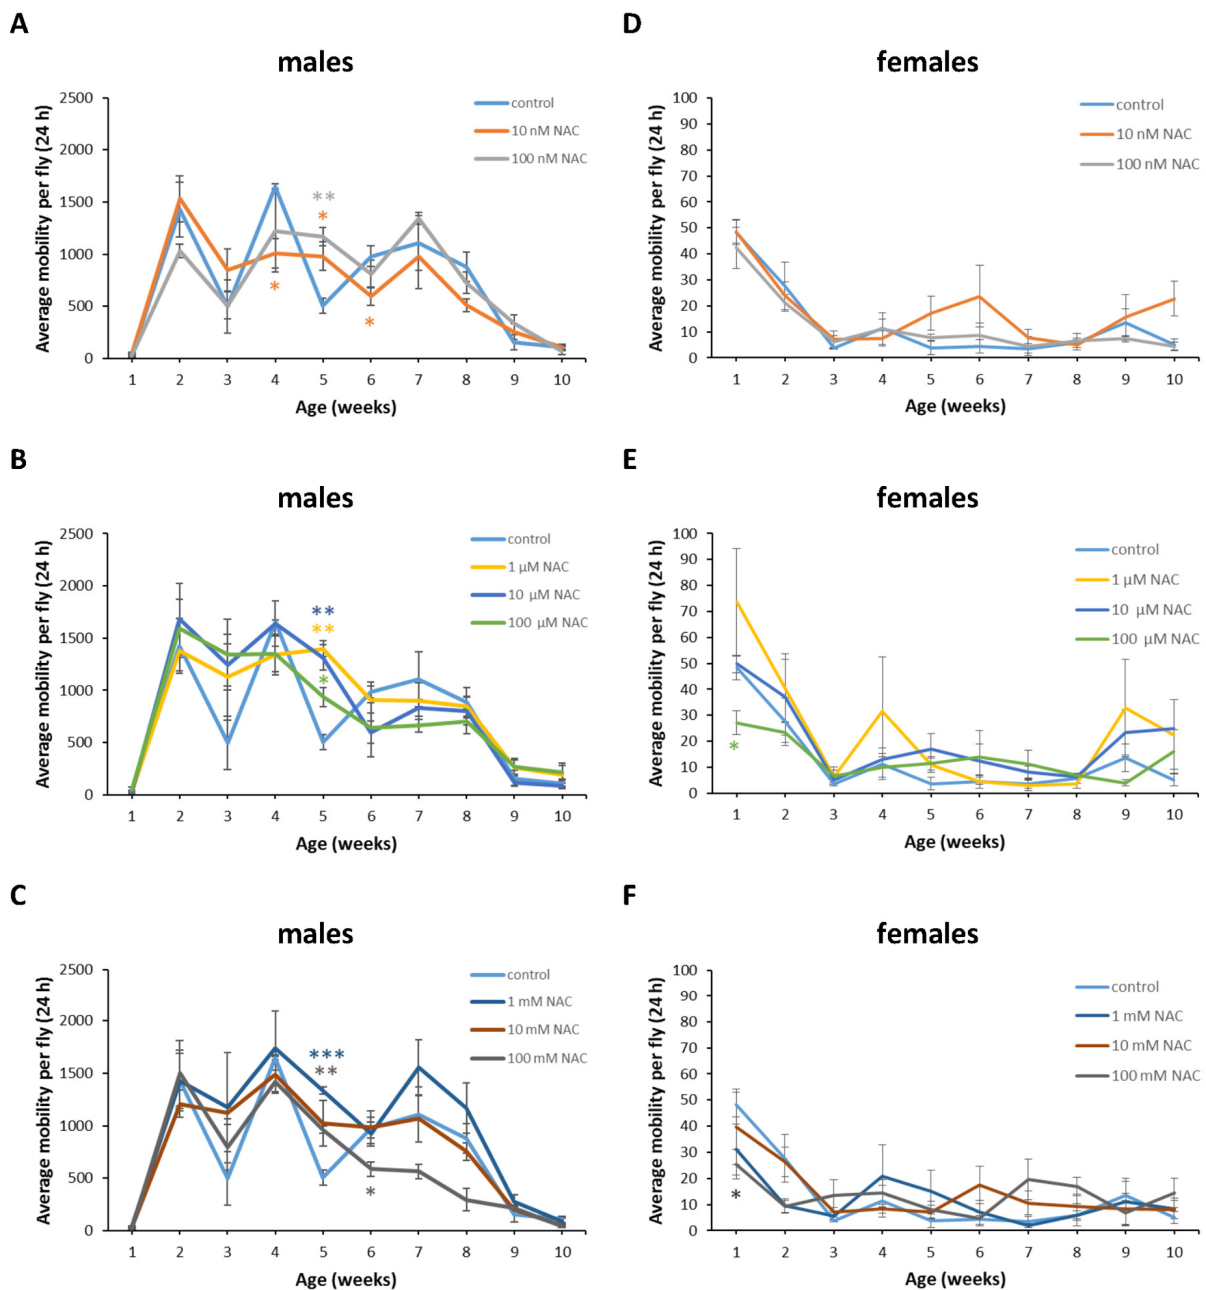 A
males
Average mobility per fly (24 h)
2500
2000
1500
1000
500
0
control
10 nM NAC
100 nM NAC
**
*
*
*
1 2 3 4 5 6 7 8 9 10
Age (weeks)
D
females
Average mobility per fly (24 h)
100
90
80
70
60
50
40
30
20
10
0
control
10 nM NAC
100 nM NAC
1 2 3 4 5 6 7 8 9 10
Age (weeks)
B
males
Average mobility per fly (24 h)
2500
2000
1500
1000
500
0
control
1 µM NAC
10 µM NAC
100 µM NAC
**
**
*
1 2 3 4 5 6 7 8 9 10
Age (weeks)
E
females
Average mobility per fly (24 h)
100
90
80
70
60
50
40
30
20
10
0
control
1 µM NAC
10 µM NAC
100 µM NAC
*
1 2 3 4 5 6 7 8 9 10
Age (weeks)
C
males
Average mobility per fly (24 h)
2500
2000
1500
1000
500
0
control
1 mM NAC
10 mM NAC
100 mM NAC
***
**
*
1 2 3 4 5 6 7 8 9 10
Age (weeks)
F
females
Average mobility per fly (24 h)
100
90
80
70
60
50
40
30
20
10
0
control
1 mM NAC
10 mM NAC
100 mM NAC
*
1 2 3 4 5 6 7 8 9 10
Age (weeks)